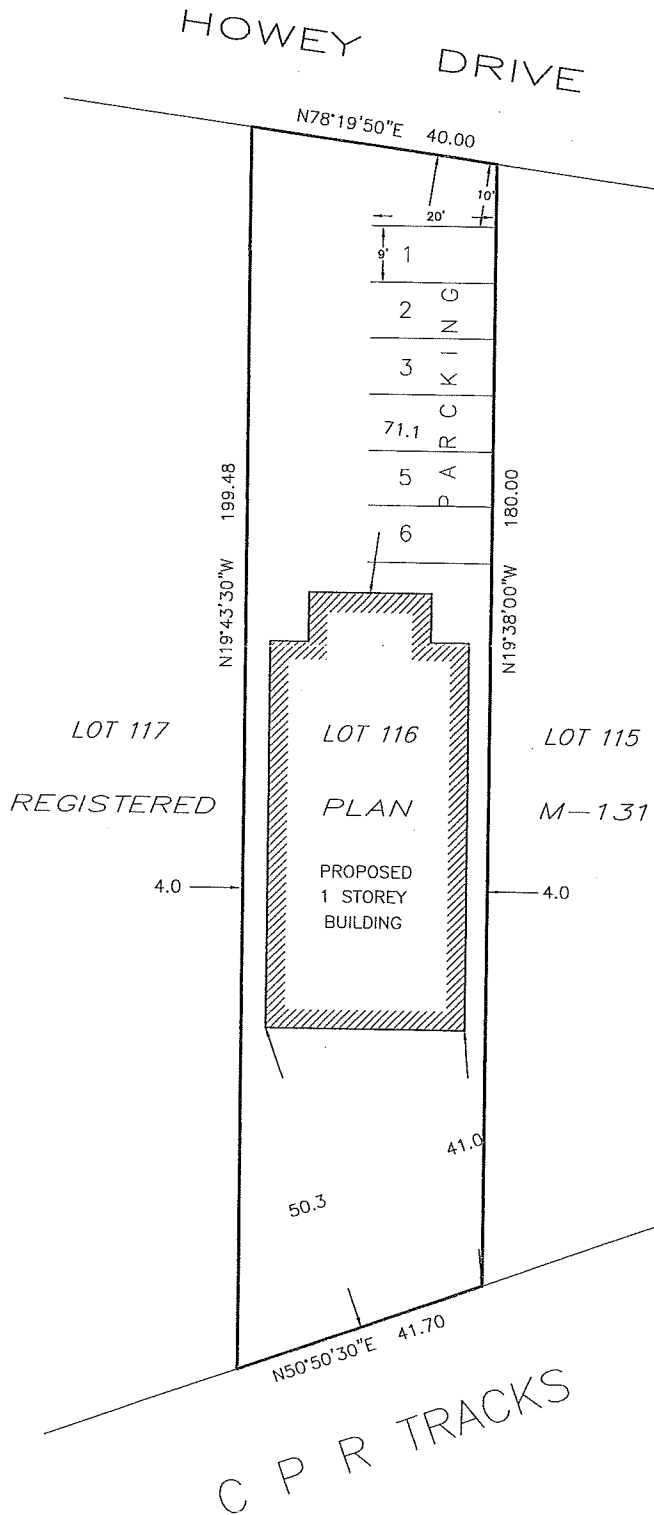 HOWEY DRIVE
N78°19'50"E 40.00
10'
20'
9' 1
2
3
71.1
5
6
PARCKING
N19°43'30"W 199.48
N19°38'00"W 180.00
LOT 117 LOT 116 LOT 115
REGISTERED PLAN M-131
PROPOSED
1 STOREY
BUILDING
4.0 4.0
41.0
50.3
N50°50'30"E 41.70
C P R TRACKS